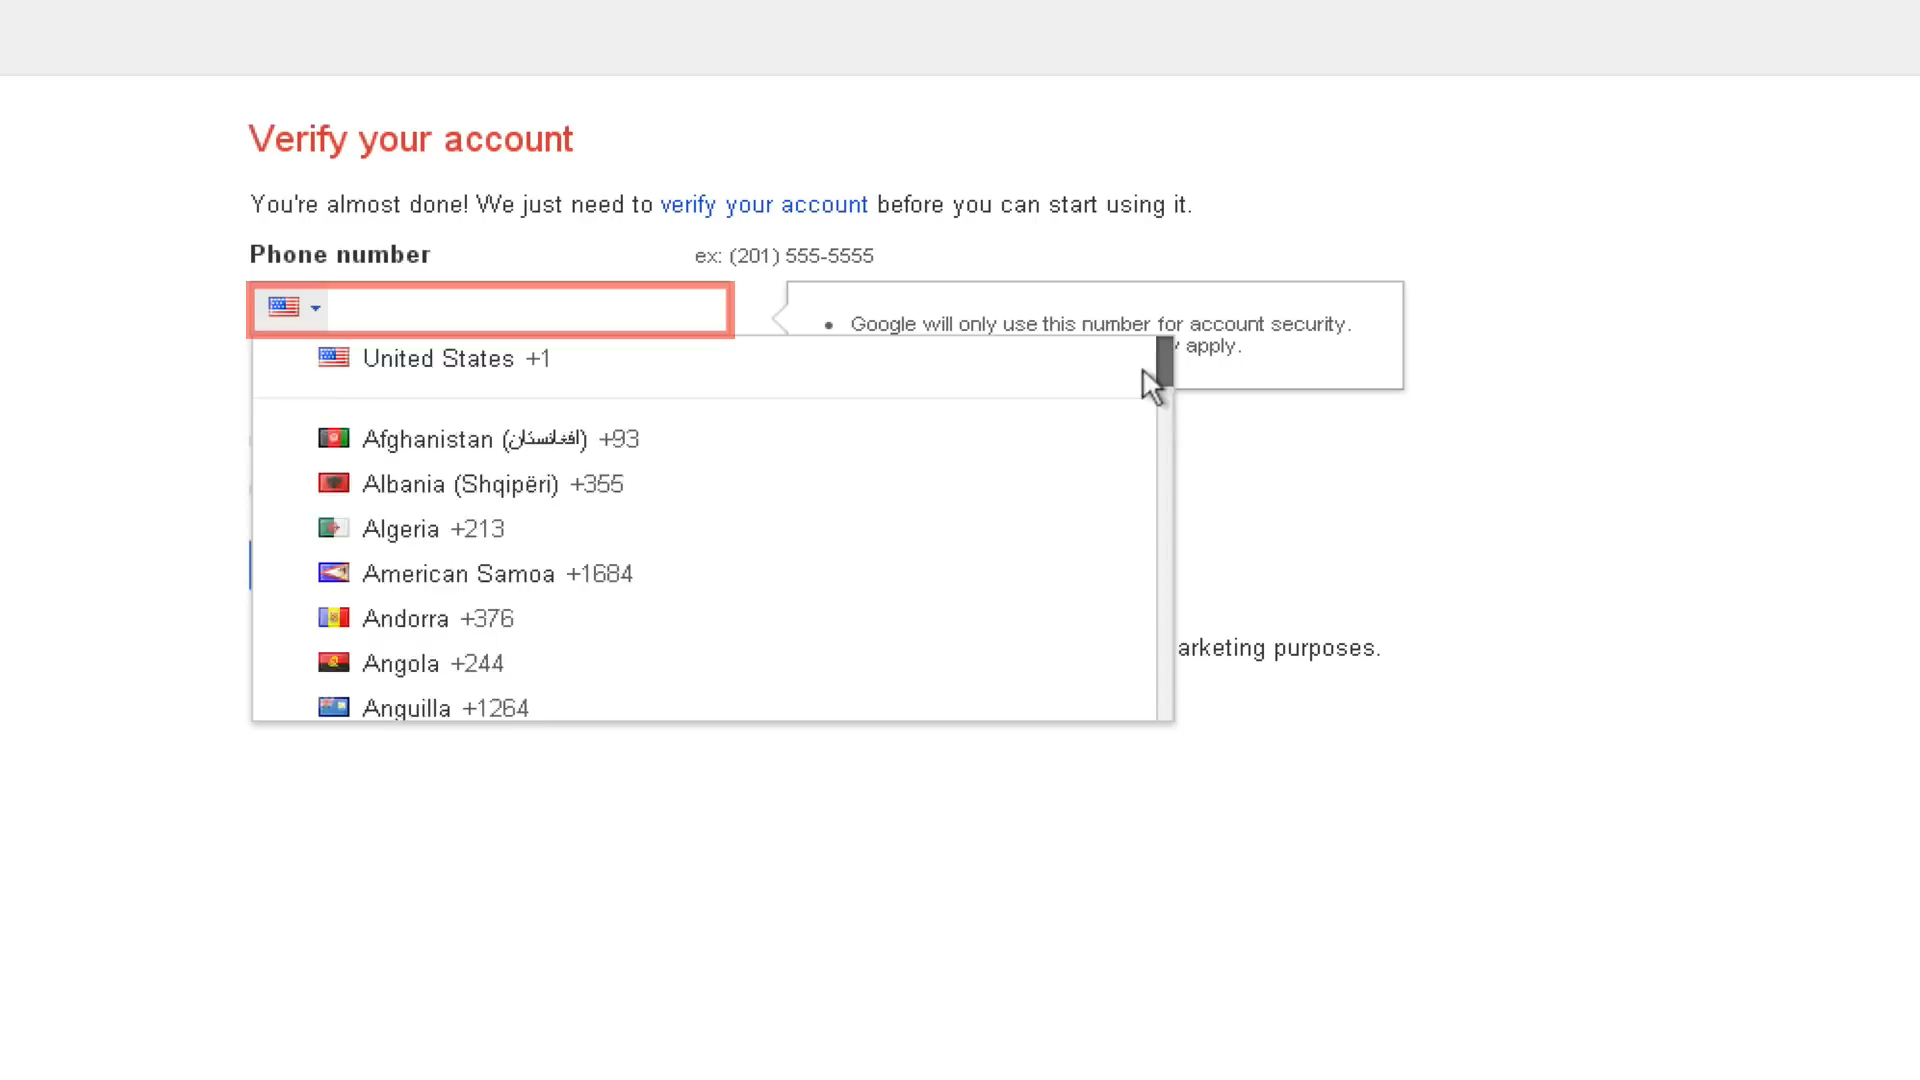 Verify your account
You're almost done! We just need to verify your account before you can start using it.
Phone number
ex: (201) 555-5555
Google will only use this number for account security.
apply.
United States +1
Afghanistan (افغانستان) +93
Albania (Shqipëri) +355
Algeria +213
American Samoa +1684
Andorra +376
Angola +244
arketing purposes.
Anguilla +1264